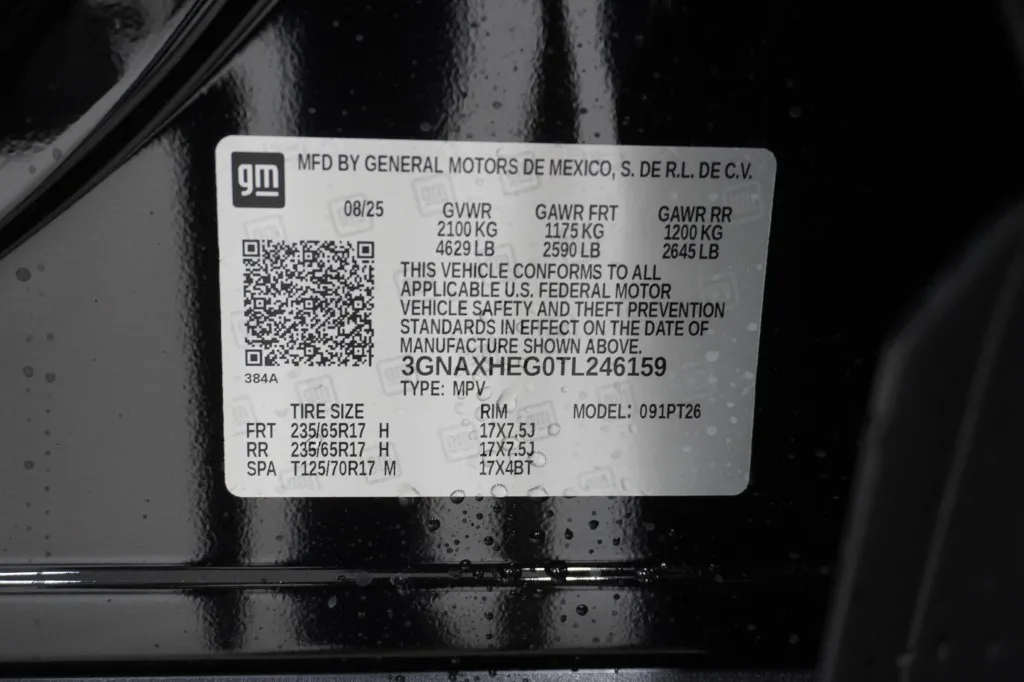 gm
MFD BY GENERAL MOTORS DE MEXICO, S. DE R.L. DE C.V.
08/25 GVWR GAWR FRT GAWR RR
2100 KG 1175 KG 1200 KG
4629 LB 2590 LB 2645 LB
THIS VEHICLE CONFORMS TO ALL
APPLICABLE U.S. FEDERAL MOTOR
VEHICLE SAFETY AND THEFT PREVENTION
STANDARDS IN EFFECT ON THE DATE OF
MANUFACTURE SHOWN ABOVE.
3GNAXHEG0TL246159
384A
TYPE: MPV
TIRE SIZE RIM MODEL: 091PT26
FRT 235/65R17 H 17X7.5J
RR 235/65R17 H 17X7.5J
SPA T125/70R17 M 17X4BT